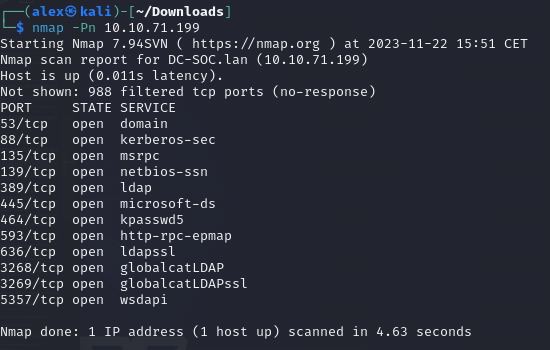 ┌──(alex㉿kali)-[~/Downloads]
└─$ nmap -Pn 10.10.71.199
Starting Nmap 7.94SVN ( https://nmap.org ) at 2023-11-22 15:51 CET
Nmap scan report for DC-SOC.lan (10.10.71.199)
Host is up (0.011s latency).
Not shown: 988 filtered tcp ports (no-response)
PORT     STATE SERVICE
53/tcp   open  domain
88/tcp   open  kerberos-sec
135/tcp  open  msrpc
139/tcp  open  netbios-ssn
389/tcp  open  ldap
445/tcp  open  microsoft-ds
464/tcp  open  kpasswd5
593/tcp  open  http-rpc-epmap
636/tcp  open  ldapssl
3268/tcp open  globalcatLDAP
3269/tcp open  globalcatLDAPssl
5357/tcp open  wsdapi
Nmap done: 1 IP address (1 host up) scanned in 4.63 seconds